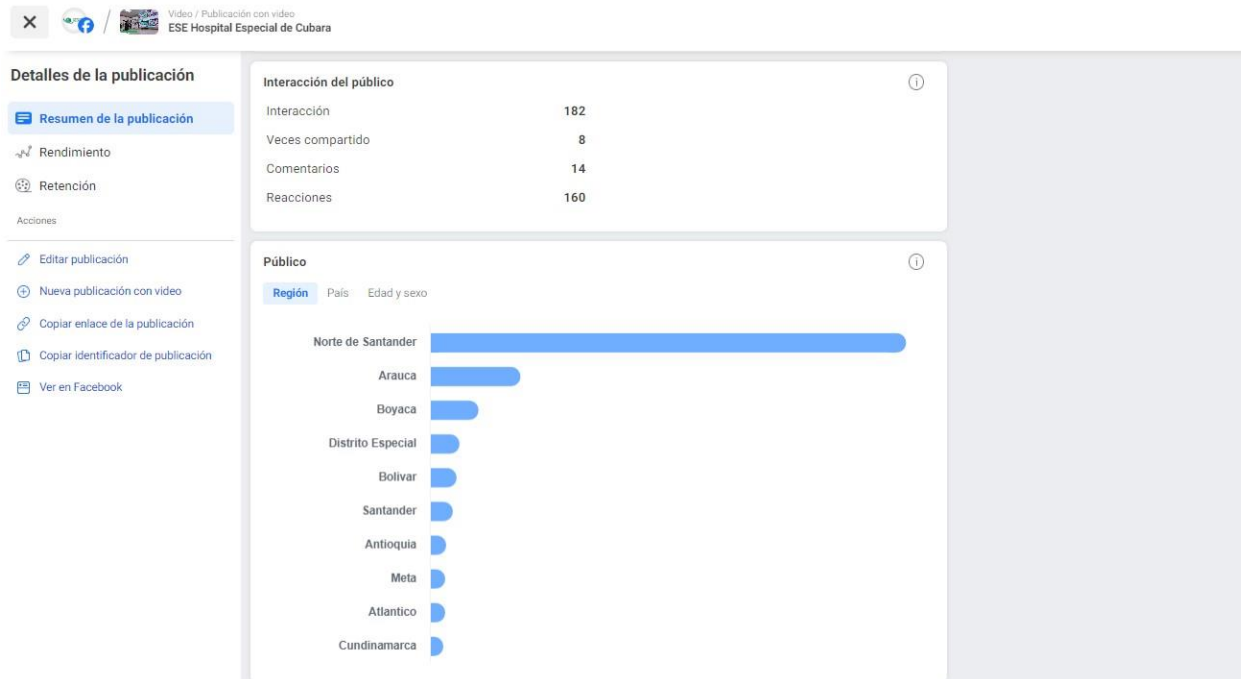 Video / Publicación con video
ESE Hospital Especial de Cubara
Detalles de la publicación
Resumen de la publicación
Rendimiento
Retención
Acciones
Editar publicación
Nueva publicación con video
Copiar enlace de la publicación
Copiar identificador de publicación
Ver en Facebook
Interacción del público
Interacción 182
Veces compartido 8
Comentarios 14
Reacciones 160
Público
Región País Edad y sexo
Norte de Santander
Arauca
Boyaca
Distrito Especial
Bolivar
Santander
Antioquia
Meta
Atlantico
Cundinamarca